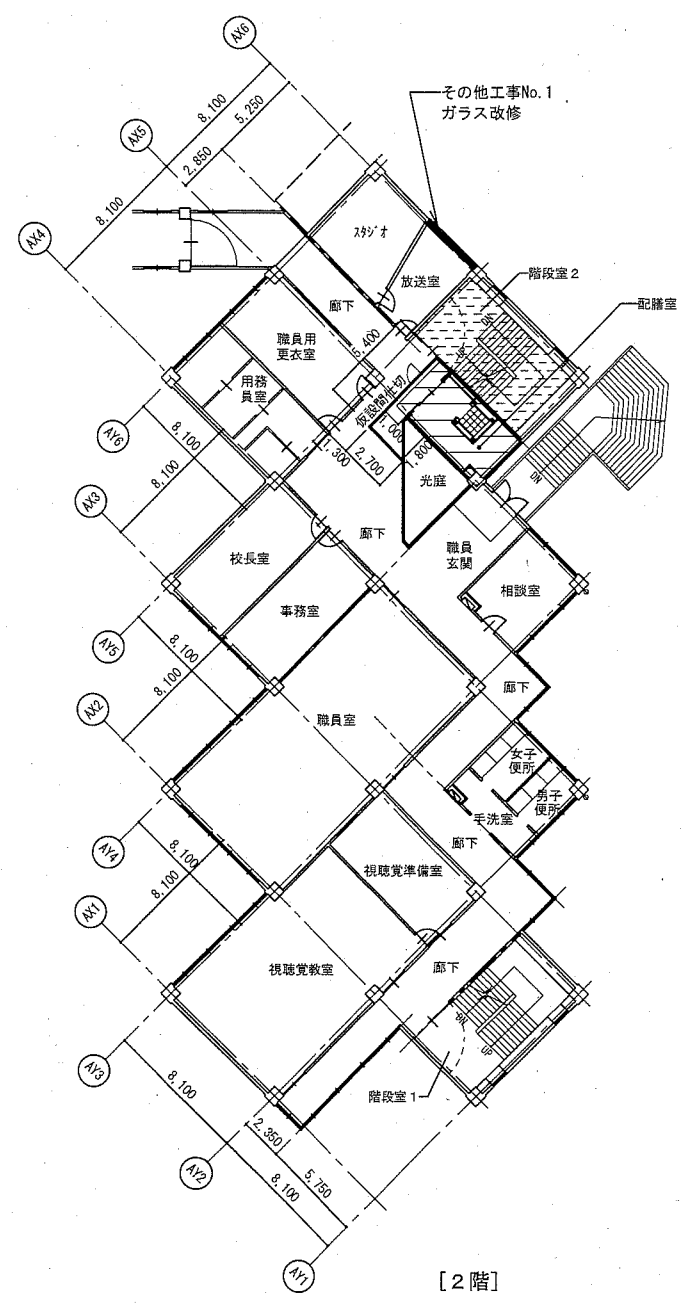 AX6
その他工事No.1
ガラス改修
8,100
5,250
AX5
2,850
8,100
AX4
スタジオ
放送室
階段室2
配膳室
廊下
DN
職員用
更衣室
5,400
仮設間仕切
用務
員室
1,000
1,300
2,700
1,800
光庭
DN
AY6
8,100
8,100
AX3
廊下
職員
玄関
校長室
相談室
事務室
AY5
8,100
8,100
AX2
廊下
職員室
女子
便所
男子
便所
手洗室
AY4
8,100
8,100
AX1
廊下
視聴覚準備室
視聴覚教室
廊下
DN
UP
AY3
8,100
階段室1
2,350
AY2
5,750
8,100
AY1
[2階]